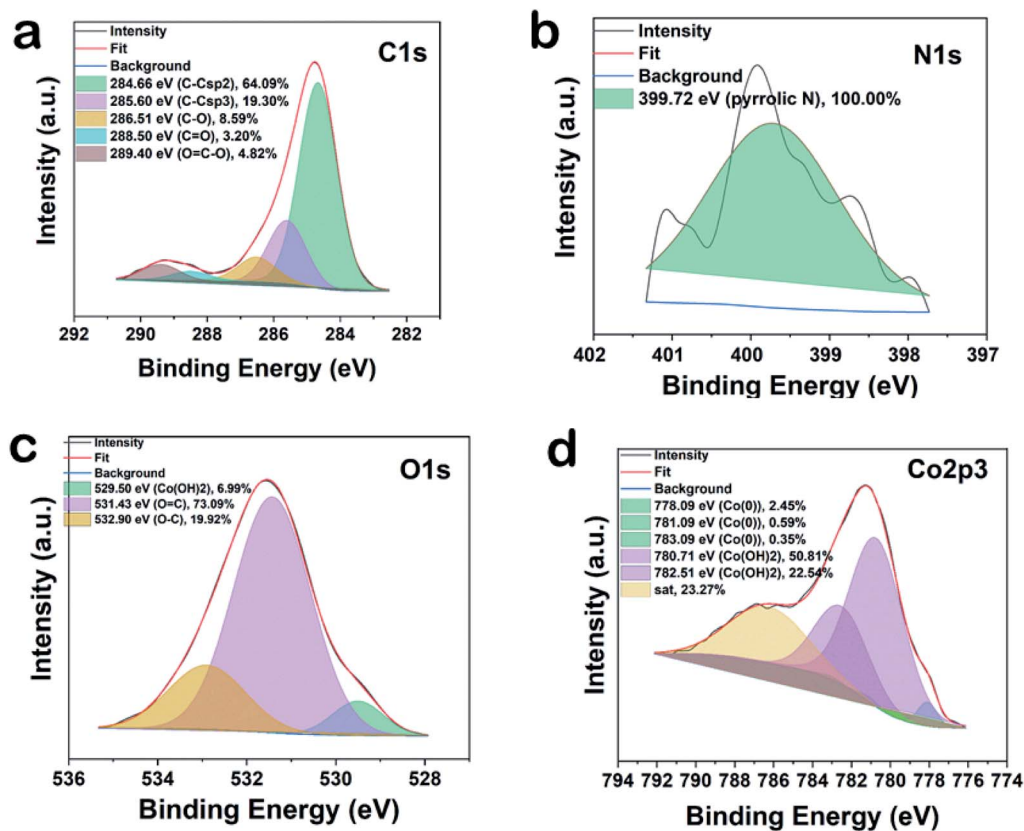 a
C1s
Intensity
Fit
Background
284.66 eV (C-Csp2), 64.09%
285.60 eV (C-Csp3), 19.30%
286.51 eV (C-O), 8.59%
288.50 eV (C=O), 3.20%
289.40 eV (O=C-O), 4.82%
Intensity (a.u.)
292 290 288 286 284 282
Binding Energy (eV)
b
N1s
Intensity
Fit
Background
399.72 eV (pyrrolic N), 100.00%
Intensity (a.u.)
402 401 400 399 398 397
Binding Energy (eV)
c
O1s
Intensity
Fit
Background
529.50 eV (Co(OH)2), 6.99%
531.43 eV (O=C), 73.09%
532.90 eV (O-C), 19.92%
Intensity (a.u.)
536 534 532 530 528
Binding Energy (eV)
d
Co2p3
Intensity
Fit
Background
778.09 eV (Co(0)), 2.45%
781.09 eV (Co(0)), 0.59%
783.09 eV (Co(0)), 0.35%
780.71 eV (Co(OH)2), 50.81%
782.51 eV (Co(OH)2), 22.54%
sat, 23.27%
Intensity (a.u.)
794 792 790 788 786 784 782 780 778 776 774
Binding Energy (eV)